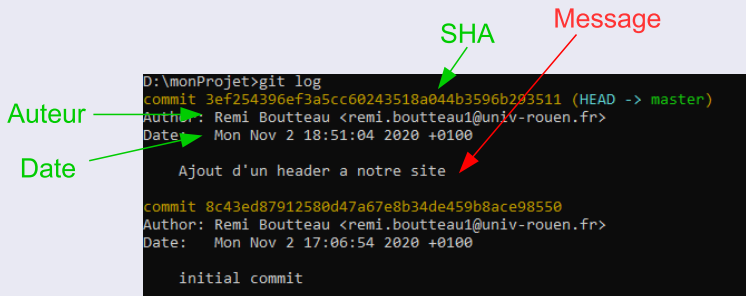 Message
SHA
D:\monProjet>git log
commit 3ef254396ef3a5cc60243518a044b3596b293511 (HEAD -> master)
Auteur
Author: Remi Boutteau <remi.boutteau1@univ-rouen.fr>
Date: Mon Nov 2 18:51:04 2020 +0100
Date
Ajout d'un header a notre site
commit 8c43ed87912580d47a67e8b34de459b8ace98550
Author: Remi Boutteau <remi.boutteau1@univ-rouen.fr>
Date: Mon Nov 2 17:06:54 2020 +0100
initial commit